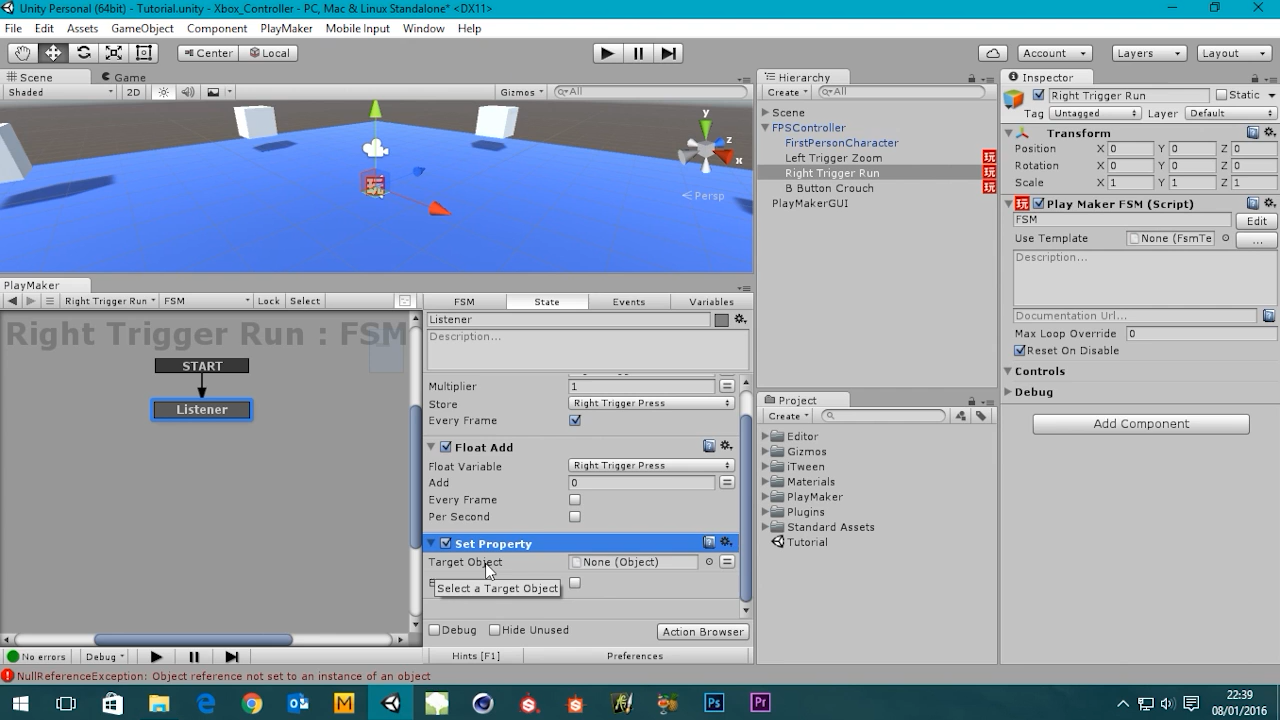 Unity Personal (64bit) - Tutorial.unity - Xbox_Controller - PC, Mac & Linux Standalone* <DX11>
File Edit Assets GameObject Component PlayMaker Mobile Input Window Help
Center Local Account Layers Layout
Scene Game
Shaded 2D Gizmos All
y
z
x
Persp
Hierarchy
Create All
Scene
FPSController
FirstPersonCharacter
Left Trigger Zoom
Right Trigger Run
B Button Crouch
PlayMakerGUI
Inspector
Right Trigger Run Static
Tag Untagged Layer Default
Transform
Position X 0 Y 0 Z 0
Rotation X 0 Y 0 Z 0
Scale X 1 Y 1 Z 1
玩 Play Maker FSM (Script)
FSM Edit
Use Template None (FsmTe ...
Description...
Documentation Url...
Max Loop Override 0
Reset On Disable
Controls
Debug
Add Component
PlayMaker
Right Trigger Run FSM Lock Select
Right Trigger Run : FSM
START
Listener
FSM State Events Variables
Listener
Description...
Multiplier 1
Store Right Trigger Press
Every Frame
Float Add
Float Variable Right Trigger Press
Add 0
Every Frame
Per Second
Set Property
Target Object None (Object)
Select a Target Object
Debug Hide Unused Action Browser
No errors Debug Hints [F1] Preferences
Project
Create
Editor
Gizmos
iTween
Materials
PlayMaker
Plugins
Standard Assets
Tutorial
NullReferenceException: Object reference not set to an instance of an object
22:39
08/01/2016